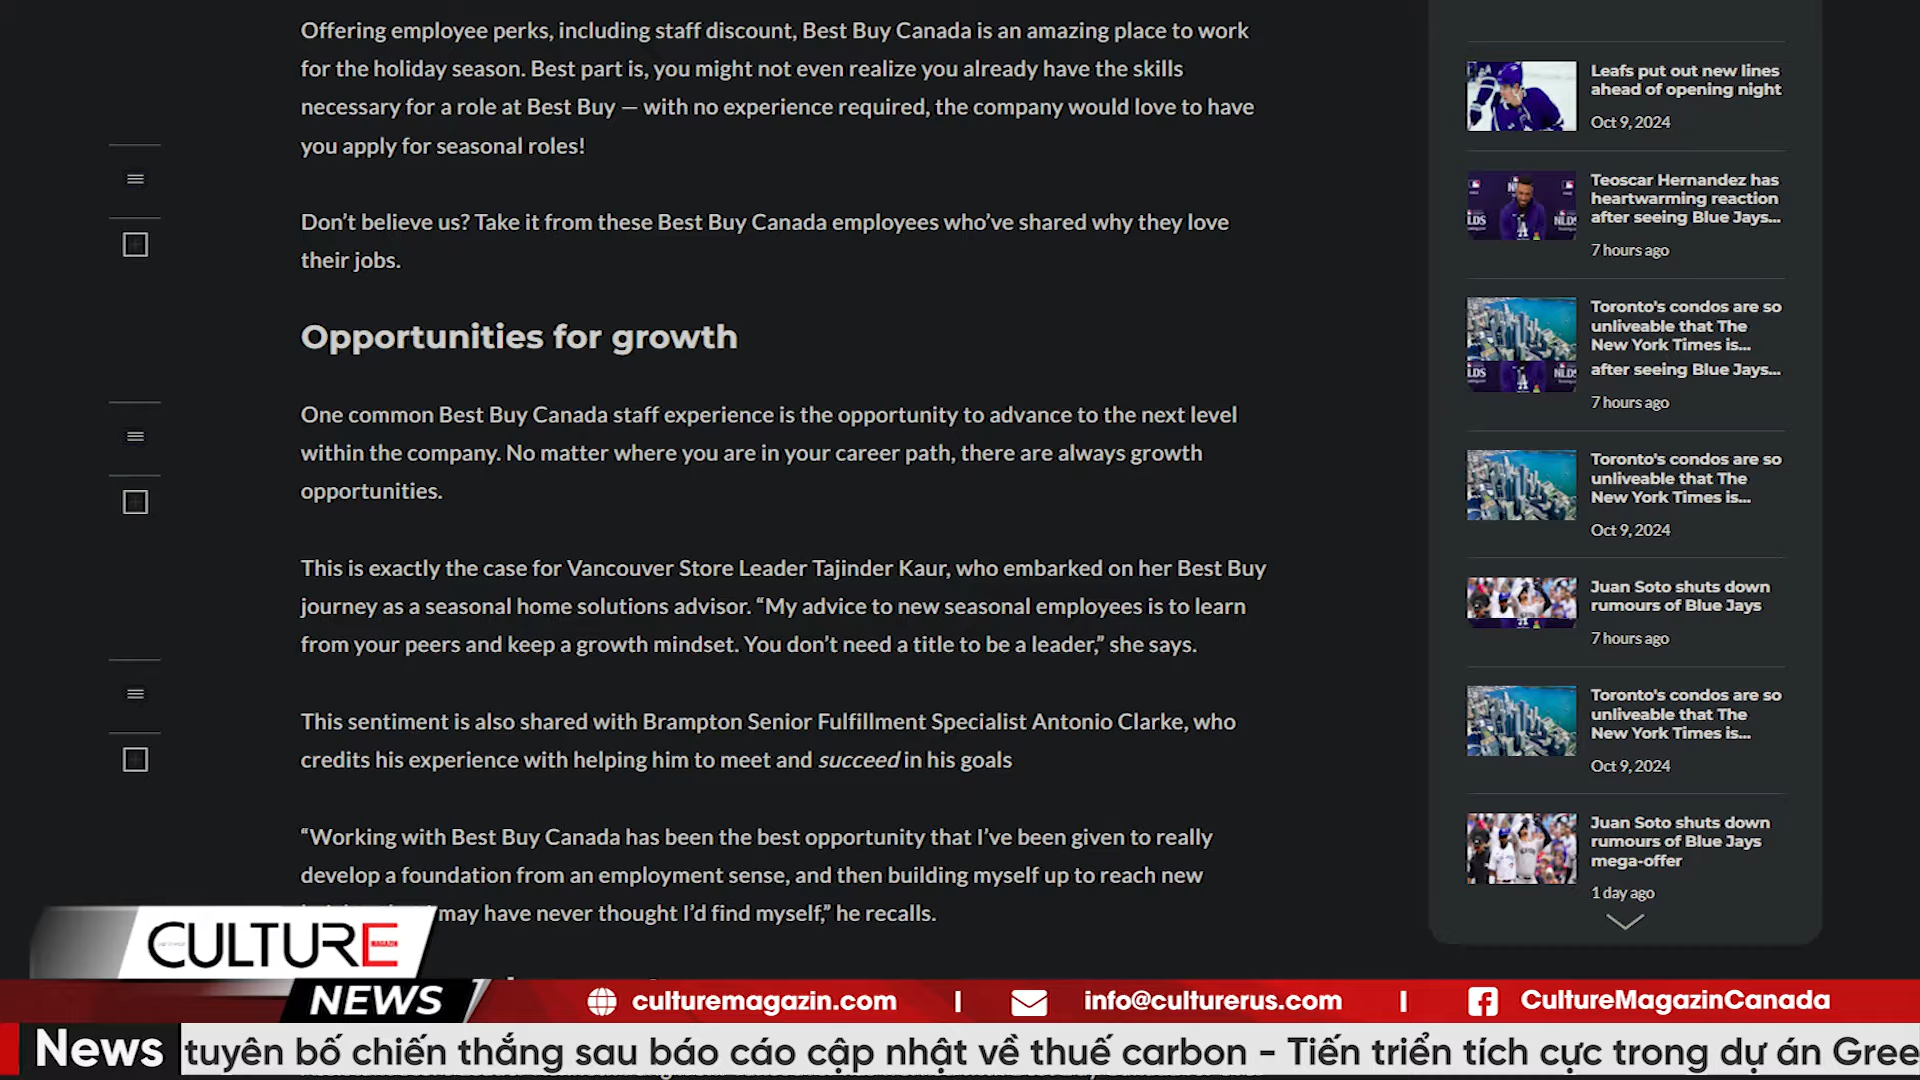 Offering employee perks, including staff discount, Best Buy Canada is an amazing place to work
for the holiday season. Best part is, you might not even realize you already have the skills
necessary for a role at Best Buy — with no experience required, the company would love to have
you apply for seasonal roles!
Don’t believe us? Take it from these Best Buy Canada employees who’ve shared why they love
their jobs.
Opportunities for growth
One common Best Buy Canada staff experience is the opportunity to advance to the next level
within the company. No matter where you are in your career path, there are always growth
opportunities.
This is exactly the case for Vancouver Store Leader Tajinder Kaur, who embarked on her Best Buy
journey as a seasonal home solutions advisor. “My advice to new seasonal employees is to learn
from your peers and keep a growth mindset. You don’t need a title to be a leader,” she says.
This sentiment is also shared with Brampton Senior Fulfillment Specialist Antonio Clarke, who
credits his experience with helping him to meet and succeed in his goals
“Working with Best Buy Canada has been the best opportunity that I’ve been given to really
develop a foundation from an employment sense, and then building myself up to reach new
may have never thought I’d find myself,” he recalls.
Leafs put out new lines
ahead of opening night
Oct 9, 2024
Teoscar Hernandez has
heartwarming reaction
after seeing Blue Jays...
7 hours ago
Toronto's condos are so
unliveable that The
New York Times is...
after seeing Blue Jays...
7 hours ago
Toronto's condos are so
unliveable that The
New York Times is...
Oct 9, 2024
Juan Soto shuts down
rumours of Blue Jays
7 hours ago
Toronto's condos are so
unliveable that The
New York Times is...
Oct 9, 2024
Juan Soto shuts down
rumours of Blue Jays
mega-offer
1 day ago
CULTURE
MAGAZINE
NEWS
culturemagazin.com | info@culturerus.com | CultureMagazinCanada
News tuyên bố chiến thắng sau báo cáo cập nhật về thuế carbon - Tiến triển tích cực trong dự án Gree